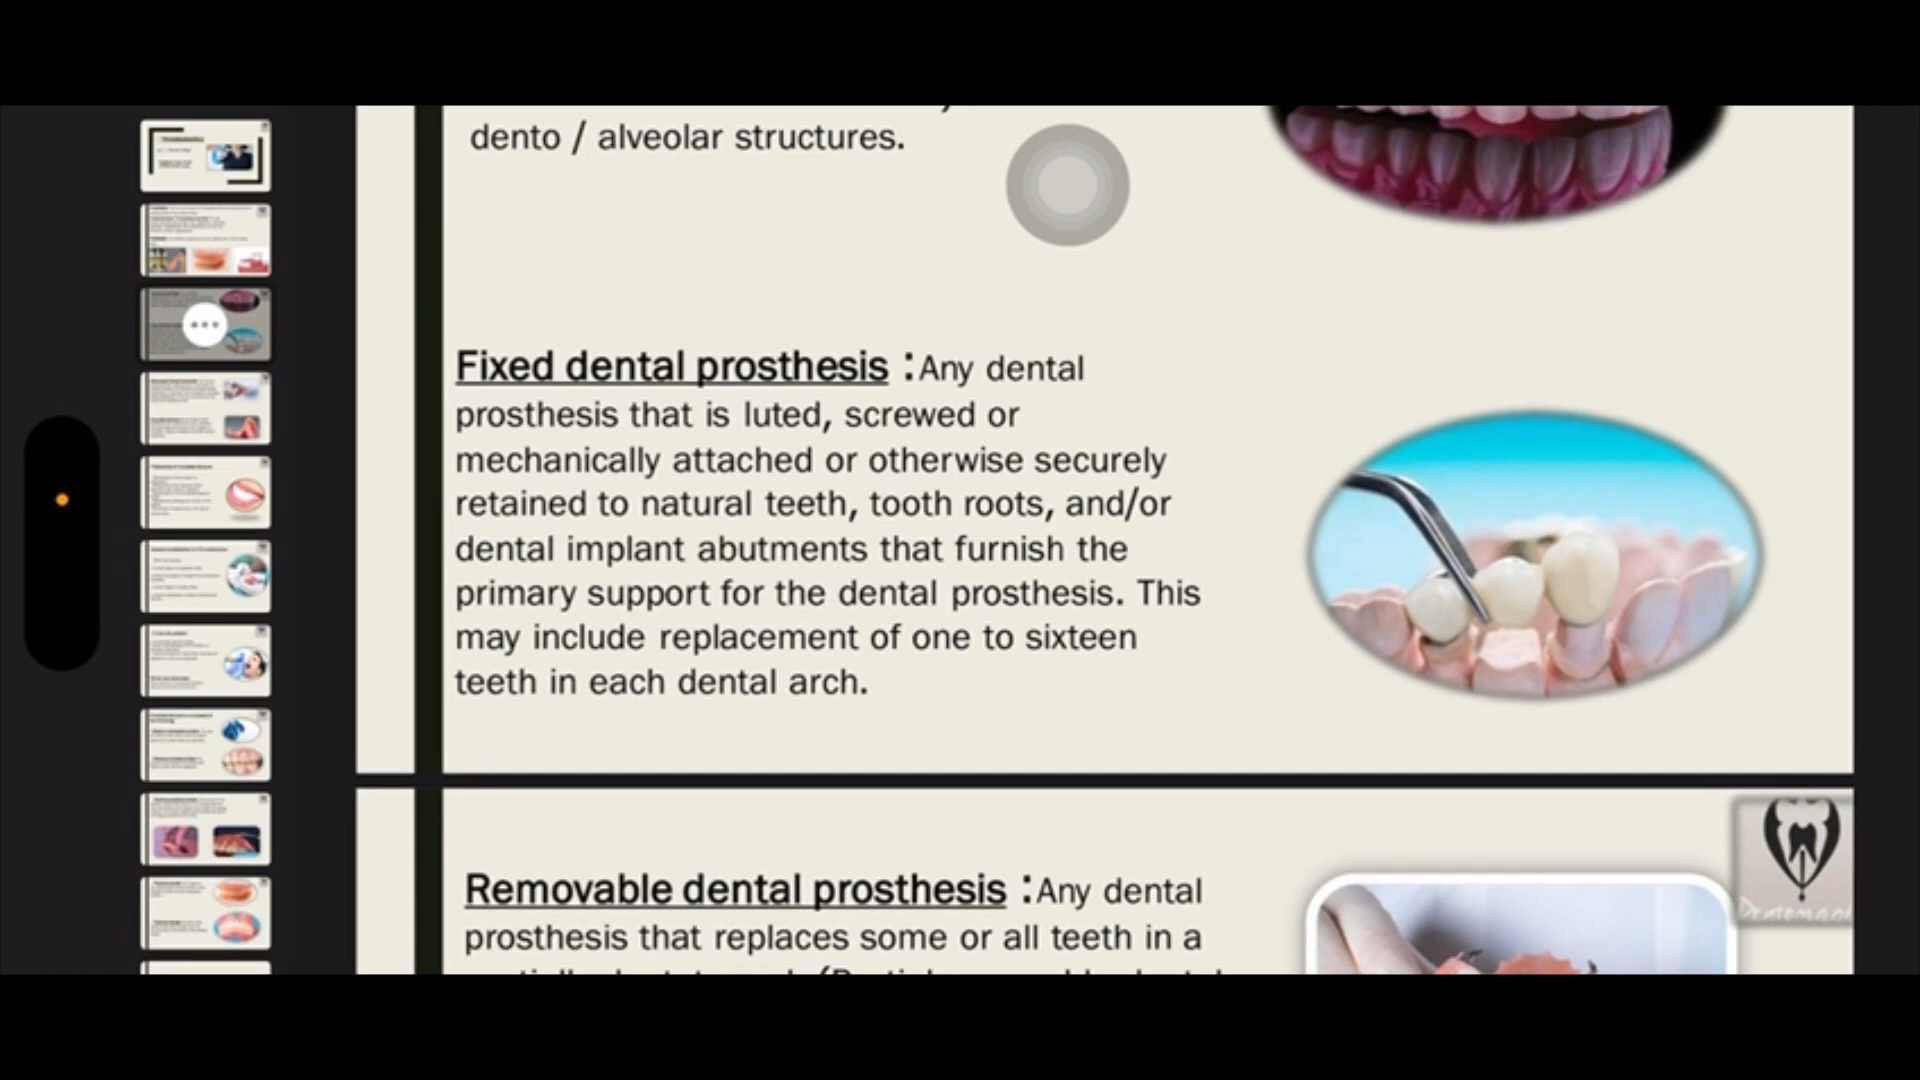 dento / alveolar structures.
Fixed dental prosthesis :Any dental
prosthesis that is luted, screwed or
mechanically attached or otherwise securely
retained to natural teeth, tooth roots, and/or
dental implant abutments that furnish the
primary support for the dental prosthesis. This
may include replacement of one to sixteen
teeth in each dental arch.
Removable dental prosthesis :Any dental
prosthesis that replaces some or all teeth in a